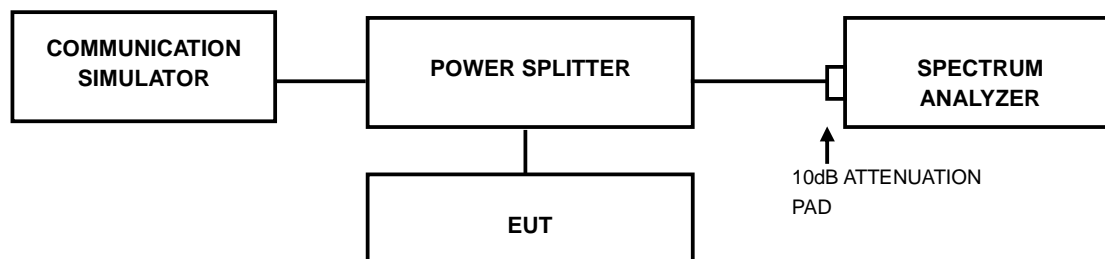 COMMUNICATION
SIMULATOR
POWER SPLITTER
SPECTRUM
ANALYZER
10dB ATTENUATION
PAD
EUT